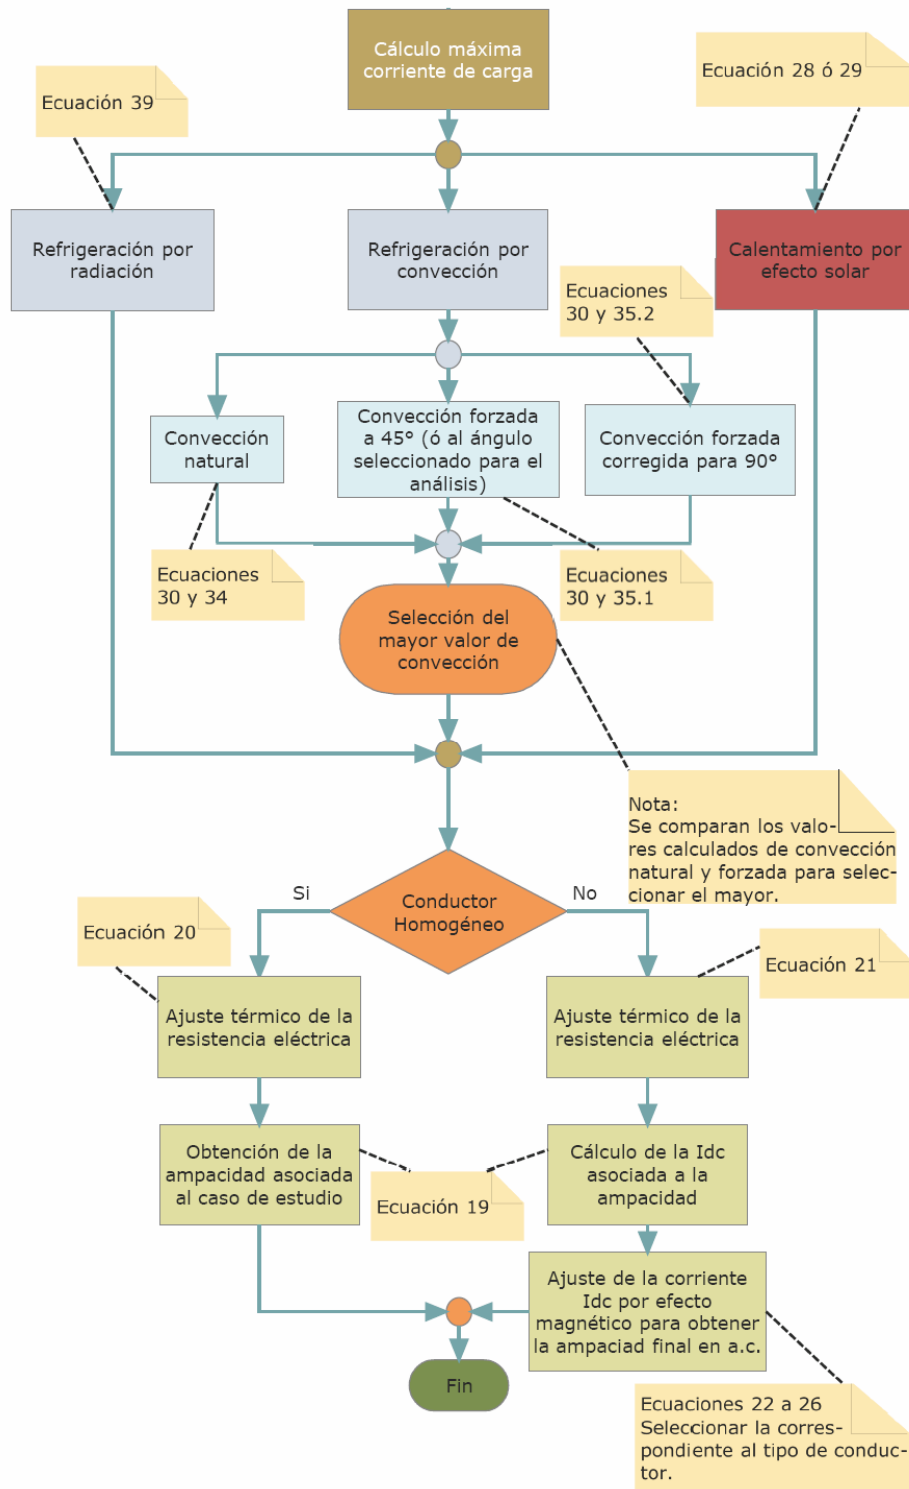 Cálculo máxima
corriente de carga
Ecuación 28 ó 29
Ecuación 39
Refrigeración por
radiación
Refrigeración por
convección
Calentamiento por
efecto solar
Ecuaciones
30 y 35.2
Convección
natural
Convección forzada
a 45° (ó al ángulo
seleccionado para el
análisis)
Convección forzada
corregida para 90°
Ecuaciones
30 y 34
Ecuaciones
30 y 35.1
Selección del
mayor valor de
convección
Nota:
Se comparan los valo-
res calculados de convección
natural y forzada para selec-
cionar el mayor.
Si
Conductor
Homogéneo
No
Ecuación 20
Ecuación 21
Ajuste térmico de la
resistencia eléctrica
Ajuste térmico de la
resistencia eléctrica
Obtención de la
ampacidad asociada
al caso de estudio
Cálculo de la Idc
asociada a la
ampacidad
Ecuación 19
Ajuste de la corriente
Idc por efecto
magnético para obtener
la ampaciad final en a.c.
Fin
Ecuaciones 22 a 26
Seleccionar la corres-
pondiente al tipo de conduc-
tor.